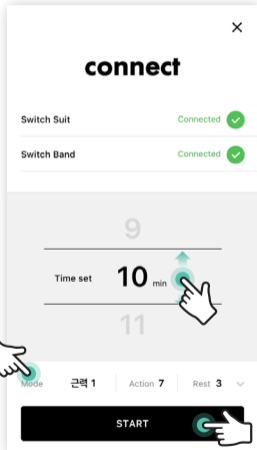 connect
Switch Suit Connected
Switch Band Connected
9
Time set 10 min
11
Mode 근력 1 Action 7 Rest 3
START